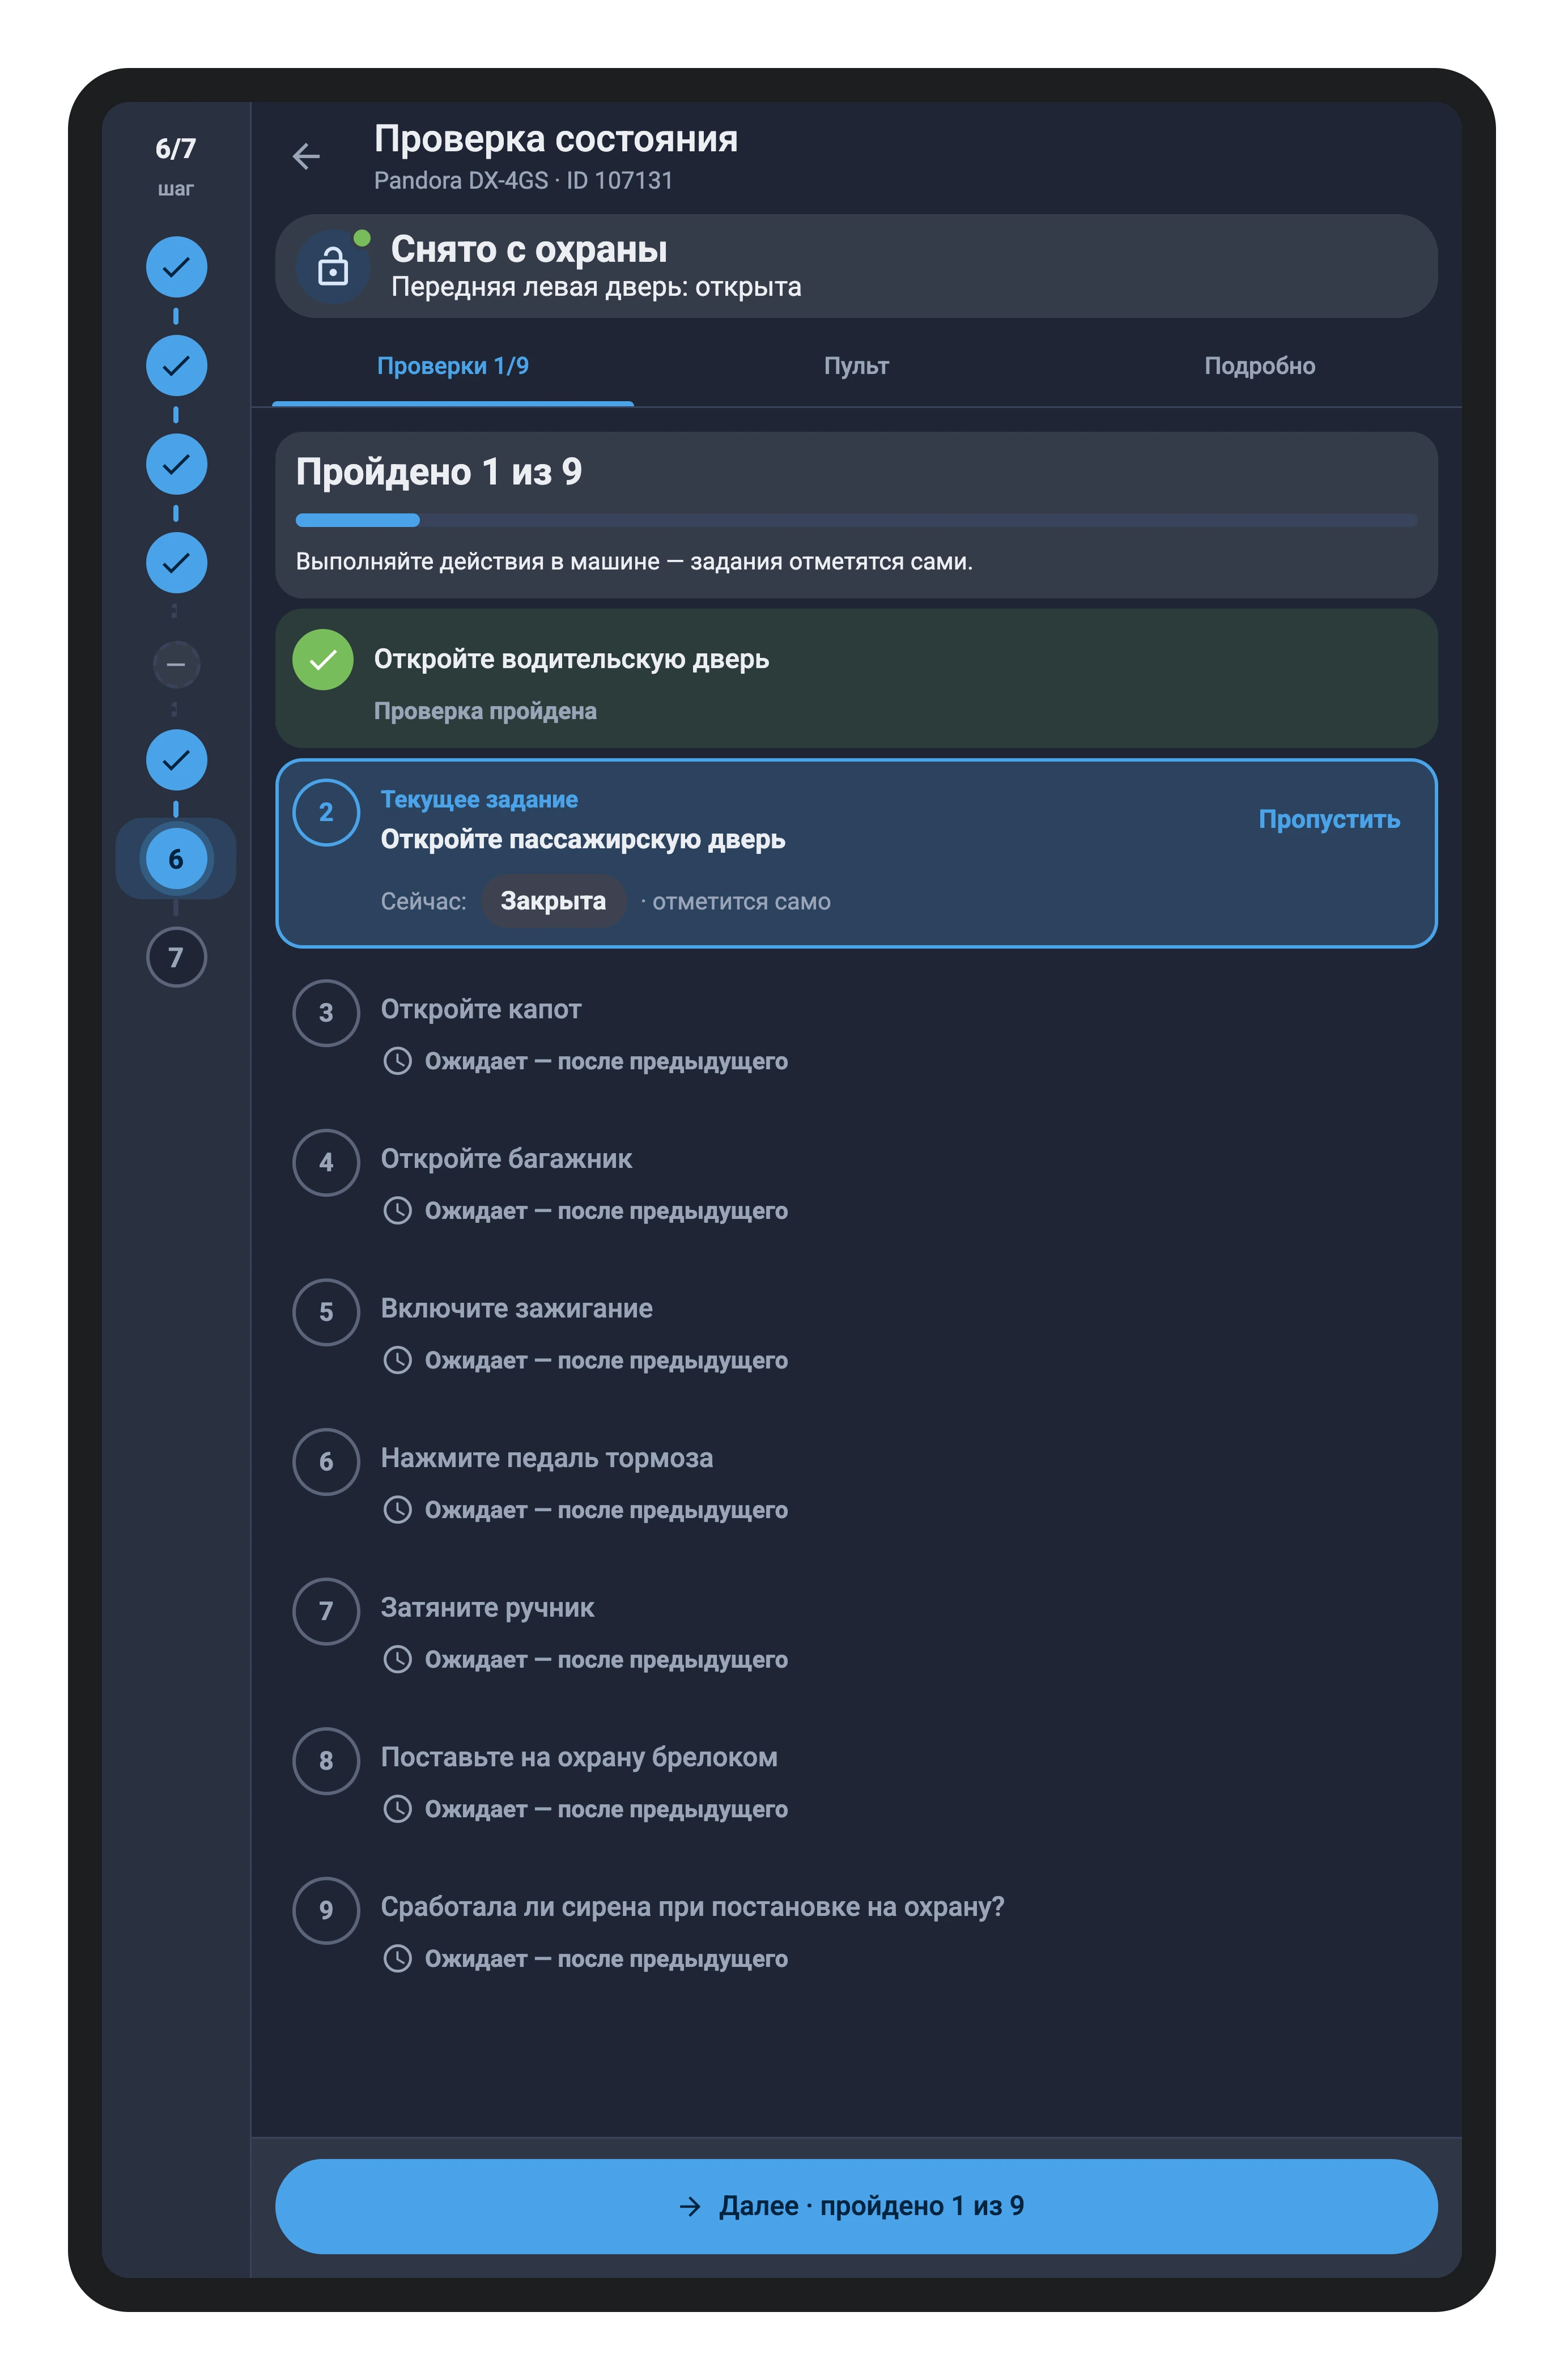 6/7
шаг
6
7
Проверка состояния
Pandora DX-4GS · ID 107131
Снято с охраны
Передняя левая дверь: открыта
Проверки 1/9
Пульт
Подробно
Пройдено 1 из 9
Выполняйте действия в машине — задания отметятся сами.
Откройте водительскую дверь
Проверка пройдена
2
Текущее задание
Откройте пассажирскую дверь
Пропустить
Сейчас: Закрыта · отметится само
3 Откройте капот
Ожидает — после предыдущего
4 Откройте багажник
Ожидает — после предыдущего
5 Включите зажигание
Ожидает — после предыдущего
6 Нажмите педаль тормоза
Ожидает — после предыдущего
7 Затяните ручник
Ожидает — после предыдущего
8 Поставьте на охрану брелоком
Ожидает — после предыдущего
9 Сработала ли сирена при постановке на охрану?
Ожидает — после предыдущего
Далее · пройдено 1 из 9